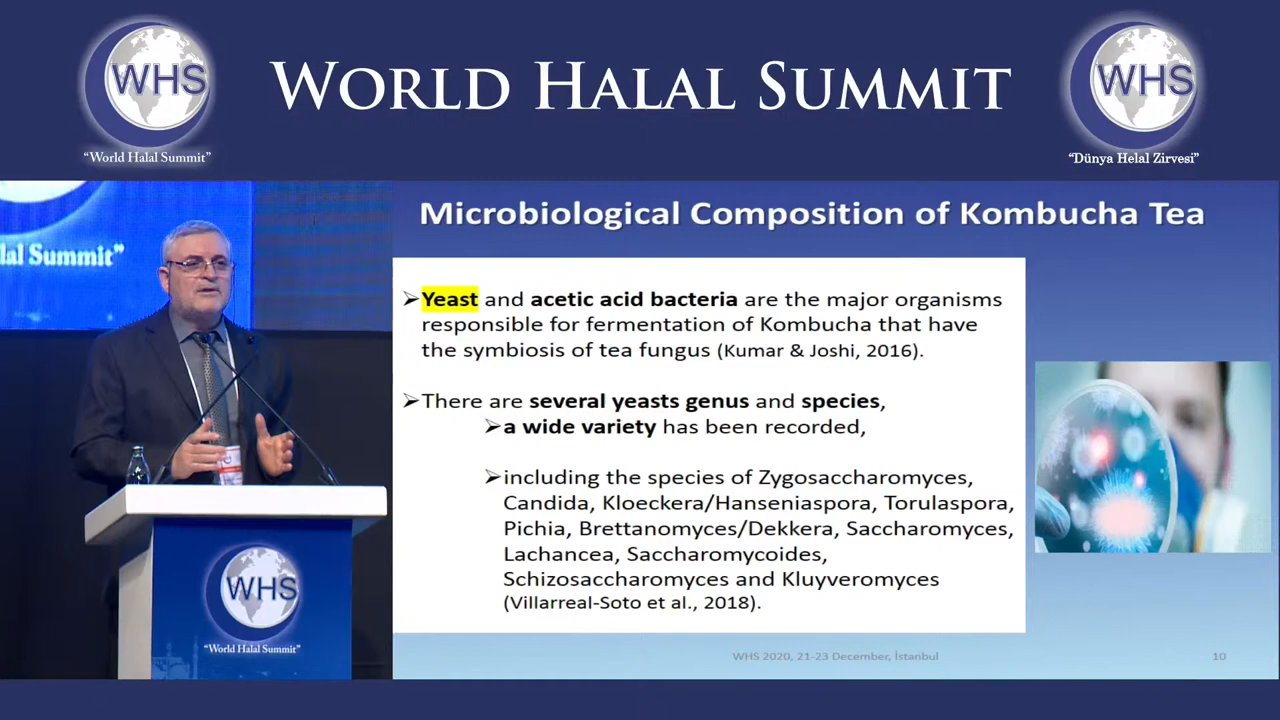 WHS
"World Halal Summit"
WORLD HALAL SUMMIT
WHS
"Dünya Helal Zirvesi"
lal Summit"
Microbiological Composition of Kombucha Tea
➢Yeast and acetic acid bacteria are the major organisms
responsible for fermentation of Kombucha that have
the symbiosis of tea fungus (Kumar & Joshi, 2016).
➢There are several yeasts genus and species,
➢a wide variety has been recorded,
➢including the species of Zygosaccharomyces,
Candida, Kloeckera/Hanseniaspora, Torulaspora,
Pichia, Brettanomyces/Dekkera, Saccharomyces,
Lachancea, Saccharomycoides,
Schizosaccharomyces and Kluyveromyces
(Villarreal-Soto et al., 2018).
WHS
"World Halal Summit"
WHS 2020, 21-23 December, İstanbul
10